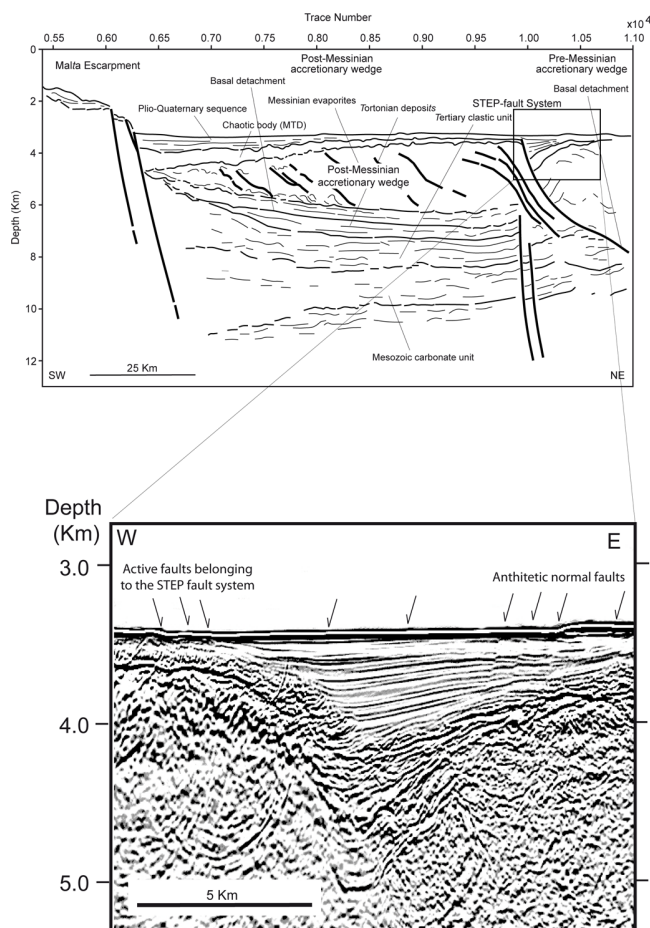 Trace Number
x10⁴
0.55 0.60 0.65 0.70 0.75 0.80 0.85 0.90 0.95 1.00 1.05 1.10
0
2
4
6
8
10
12
Depth (Km)
Malta Escarpment
Post-Messinian
accretionary wedge
Pre-Messinian
accretionary wedge
Basal detachment
Basal detachment
Messinian evaporites
Tortonian deposits
STEP-fault System
Plio-Quaternary sequence
Tertiary clastic unit
Chaotic body (MTD)
Post-Messinian
accretionary wedge
Mesozoic carbonate unit
25 Km
SW
NE
Depth
(Km)
W
E
Active faults belonging
to the STEP fault system
Anthitetic normal faults
3.0
4.0
5.0
5 Km